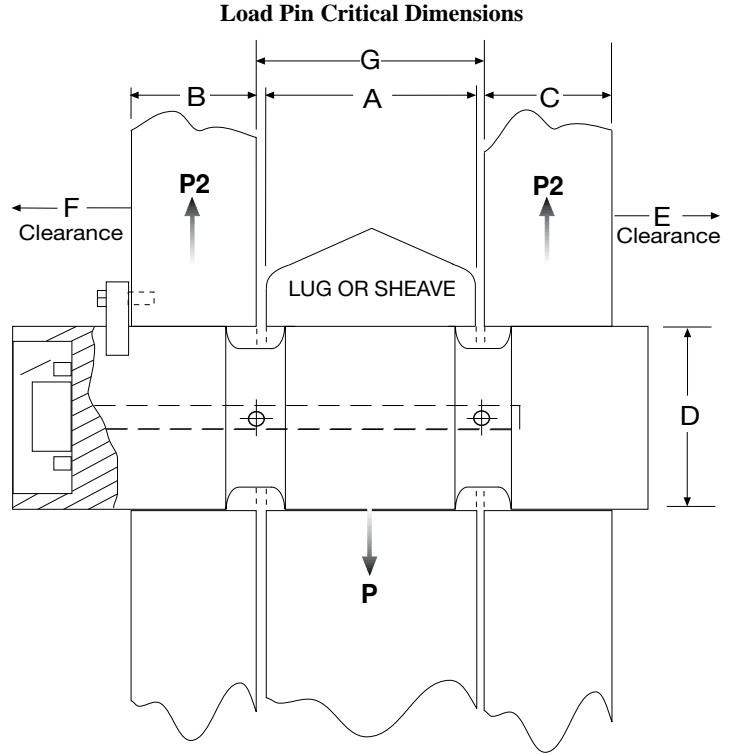 Load Pin Critical Dimensions
G
B
A
C
P2
P2
F
Clearance
E
Clearance
LUG OR SHEAVE
D
P